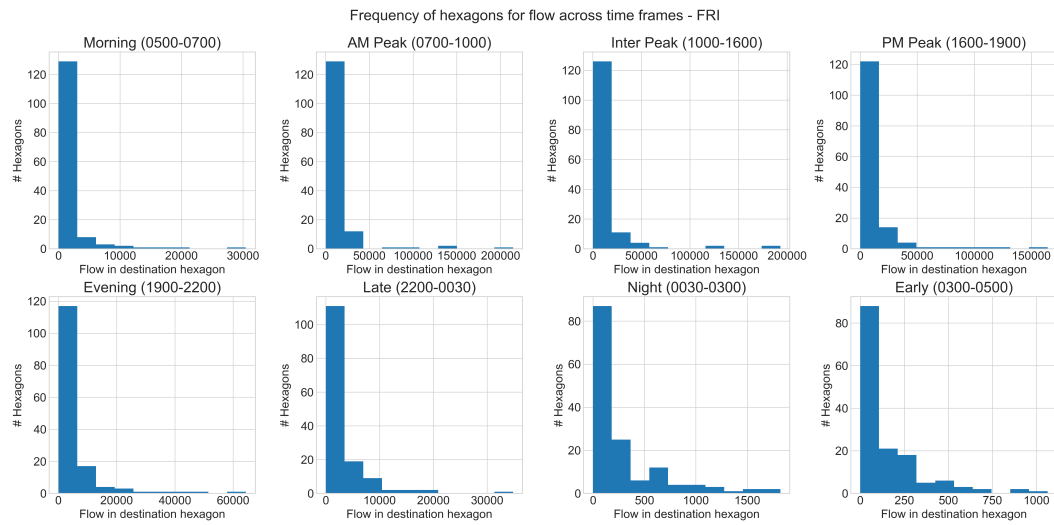 Frequency of hexagons for flow across time frames - FRI
Morning (0500-0700)
# Hexagons
120
100
80
60
40
20
0
0 10000 20000 30000
Flow in destination hexagon
AM Peak (0700-1000)
# Hexagons
120
100
80
60
40
20
0
0 50000 100000 150000 200000
Flow in destination hexagon
Inter Peak (1000-1600)
# Hexagons
120
100
80
60
40
20
0
0 50000 100000 150000 200000
Flow in destination hexagon
PM Peak (1600-1900)
# Hexagons
120
100
80
60
40
20
0
0 50000 100000 150000
Flow in destination hexagon
Evening (1900-2200)
# Hexagons
120
100
80
60
40
20
0
0 20000 40000 60000
Flow in destination hexagon
Late (2200-0030)
# Hexagons
100
80
60
40
20
0
0 10000 20000 30000
Flow in destination hexagon
Night (0030-0300)
# Hexagons
80
60
40
20
0
0 500 1000 1500
Flow in destination hexagon
Early (0300-0500)
# Hexagons
80
60
40
20
0
0 250 500 750 1000
Flow in destination hexagon